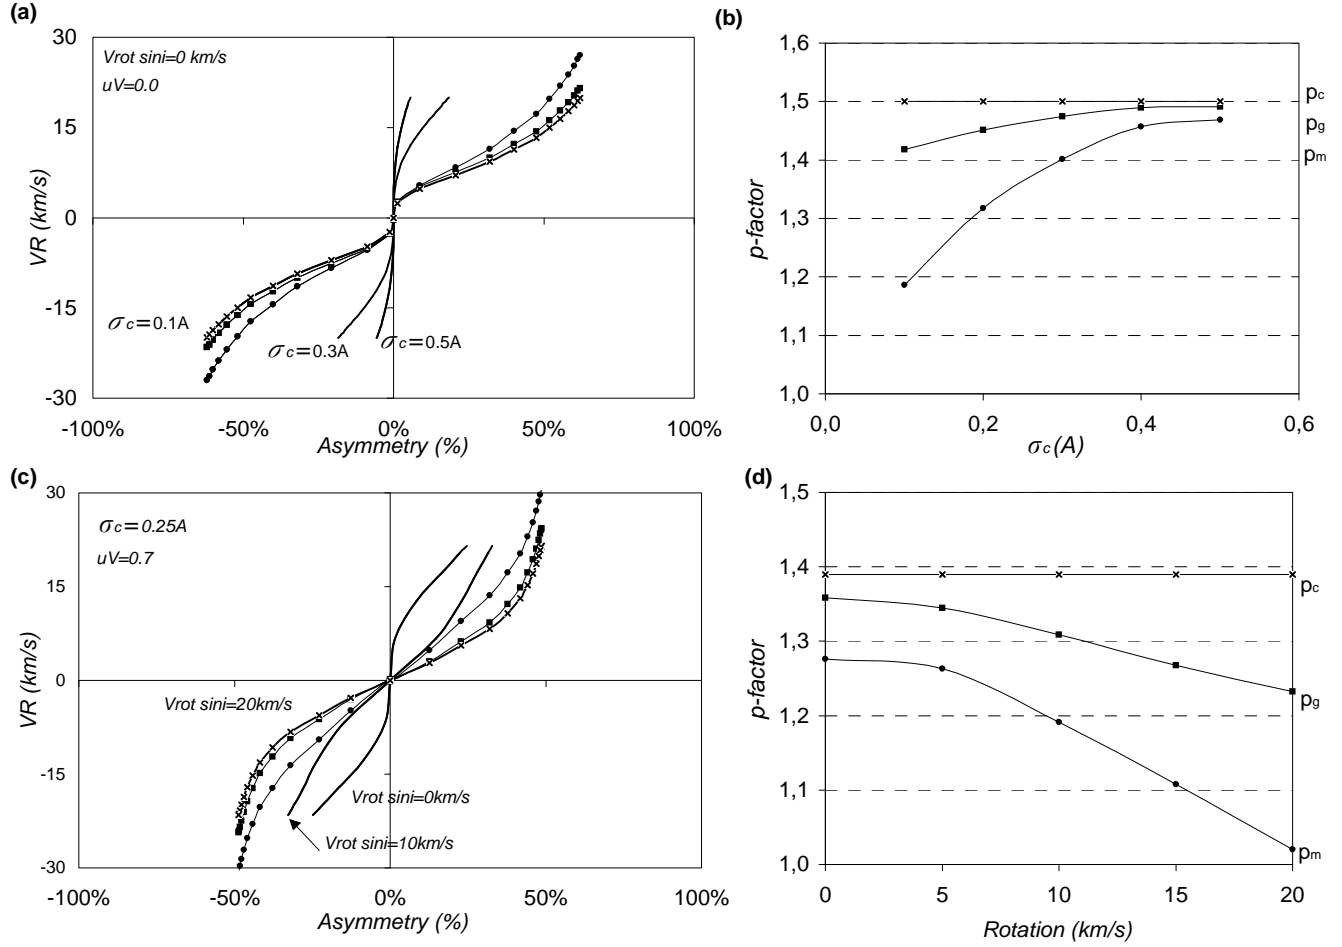 (a)
30
15
0
-15
-30
VR (km/s)
Vrot sini=0 km/s
uV=0.0
σc=0.1A
σc=0.3A
σc=0.5A
-100%
-50%
0%
50%
100%
Asymmetry (%)
(b)
1,6
1,5
1,4
1,3
1,2
1,1
1,0
p-factor
pc
pg
pm
0,0
0,2
0,4
0,6
σc(A)
(c)
30
15
0
-15
-30
VR (km/s)
σc=0.25A
uV=0.7
Vrot sini=20km/s
Vrot sini=0km/s
Vrot sini=10km/s
-100%
-50%
0%
50%
100%
Asymmetry (%)
(d)
1,5
1,4
1,3
1,2
1,1
1,0
p-factor
pc
pg
pm
0
5
10
15
20
Rotation (km/s)